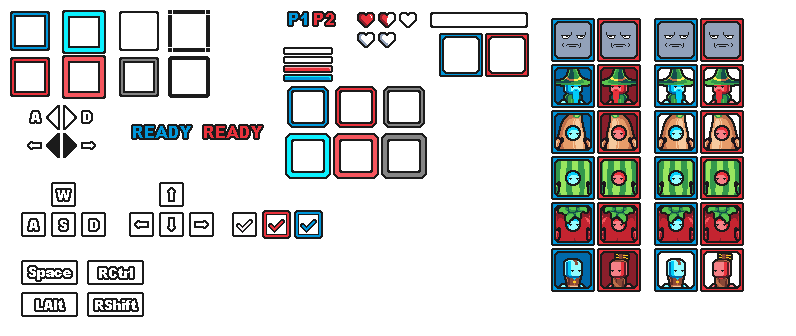 P1 P2
A D
READY READY
W
A S D
Space RCtrl
LAlt RShift